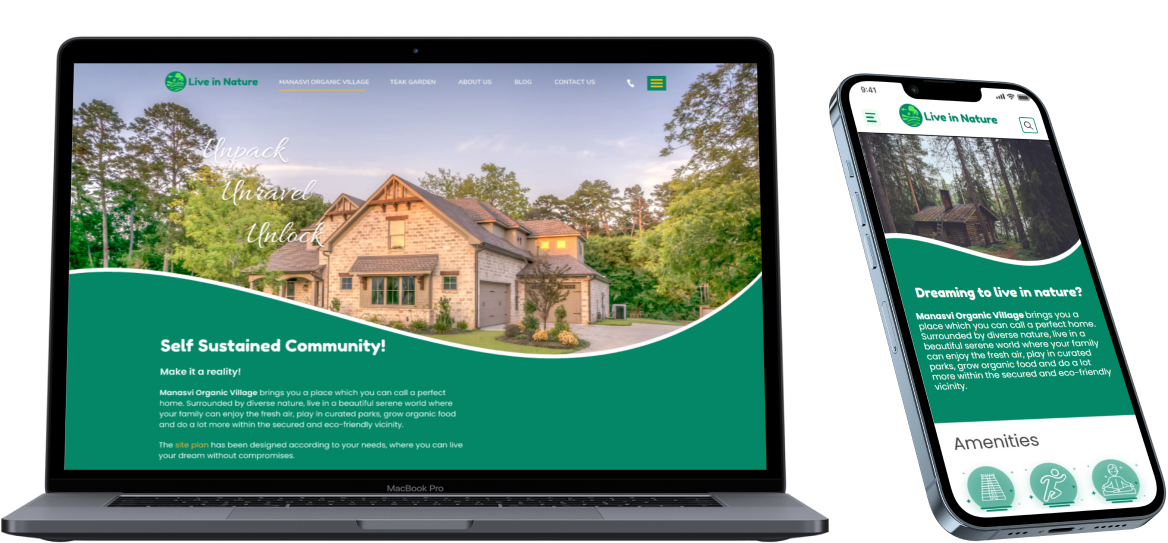 Live in Nature
MANASVI ORGANIC VILLAGE
TEAK GARDEN
ABOUT US
BLOG
CONTACT US
Unpack
Unravel
Unlock
Self Sustained Community!
Make it a reality!
Manasvi Organic Village brings you a place which you can call a perfect
home. Surrounded by diverse nature, live in a beautiful serene world where
your family can enjoy the fresh air, play in curated parks, grow organic food
and do a lot more within the secured and eco-friendly vicinity.
The site plan has been designed according to your needs, where you can live
your dream without compromises.
MacBook Pro
9:41
Live in Nature
Dreaming to live in nature?
Manasvi Organic Village brings you a
place which you can call a perfect home.
Surrounded by diverse nature, live in a
beautiful serene world where your family
can enjoy the fresh air, play in curated
parks, grow organic food and do a lot
more within the secured and eco-friendly
vicinity.
Amenities